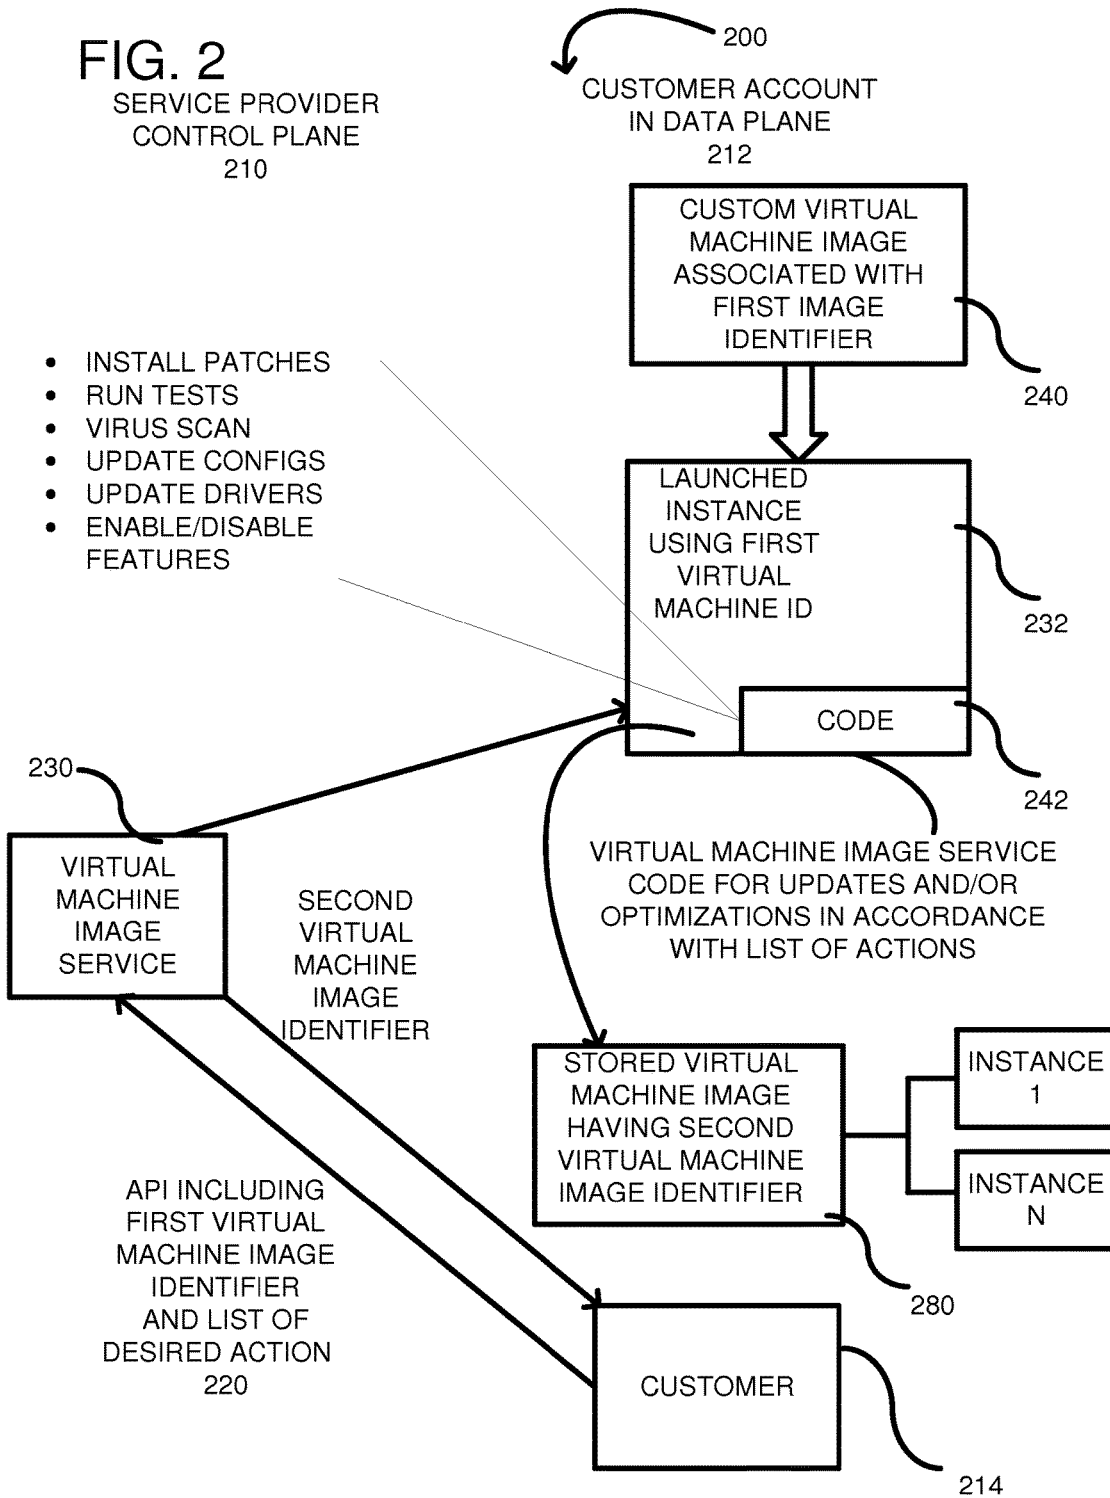 FIG. 2
200
SERVICE PROVIDER
CONTROL PLANE
210
CUSTOMER ACCOUNT
IN DATA PLANE
212
CUSTOM VIRTUAL
MACHINE IMAGE
ASSOCIATED WITH
FIRST IMAGE
IDENTIFIER
240
• INSTALL PATCHES
• RUN TESTS
• VIRUS SCAN
• UPDATE CONFIGS
• UPDATE DRIVERS
• ENABLE/DISABLE
FEATURES
LAUNCHED
INSTANCE
USING FIRST
VIRTUAL
MACHINE ID
232
CODE
242
230
VIRTUAL
MACHINE
IMAGE
SERVICE
VIRTUAL MACHINE IMAGE SERVICE
CODE FOR UPDATES AND/OR
OPTIMIZATIONS IN ACCORDANCE
WITH LIST OF ACTIONS
SECOND
VIRTUAL
MACHINE
IMAGE
IDENTIFIER
STORED VIRTUAL
MACHINE IMAGE
HAVING SECOND
VIRTUAL MACHINE
IMAGE IDENTIFIER
280
INSTANCE
1
INSTANCE
N
API INCLUDING
FIRST VIRTUAL
MACHINE IMAGE
IDENTIFIER
AND LIST OF
DESIRED ACTION
220
CUSTOMER
214